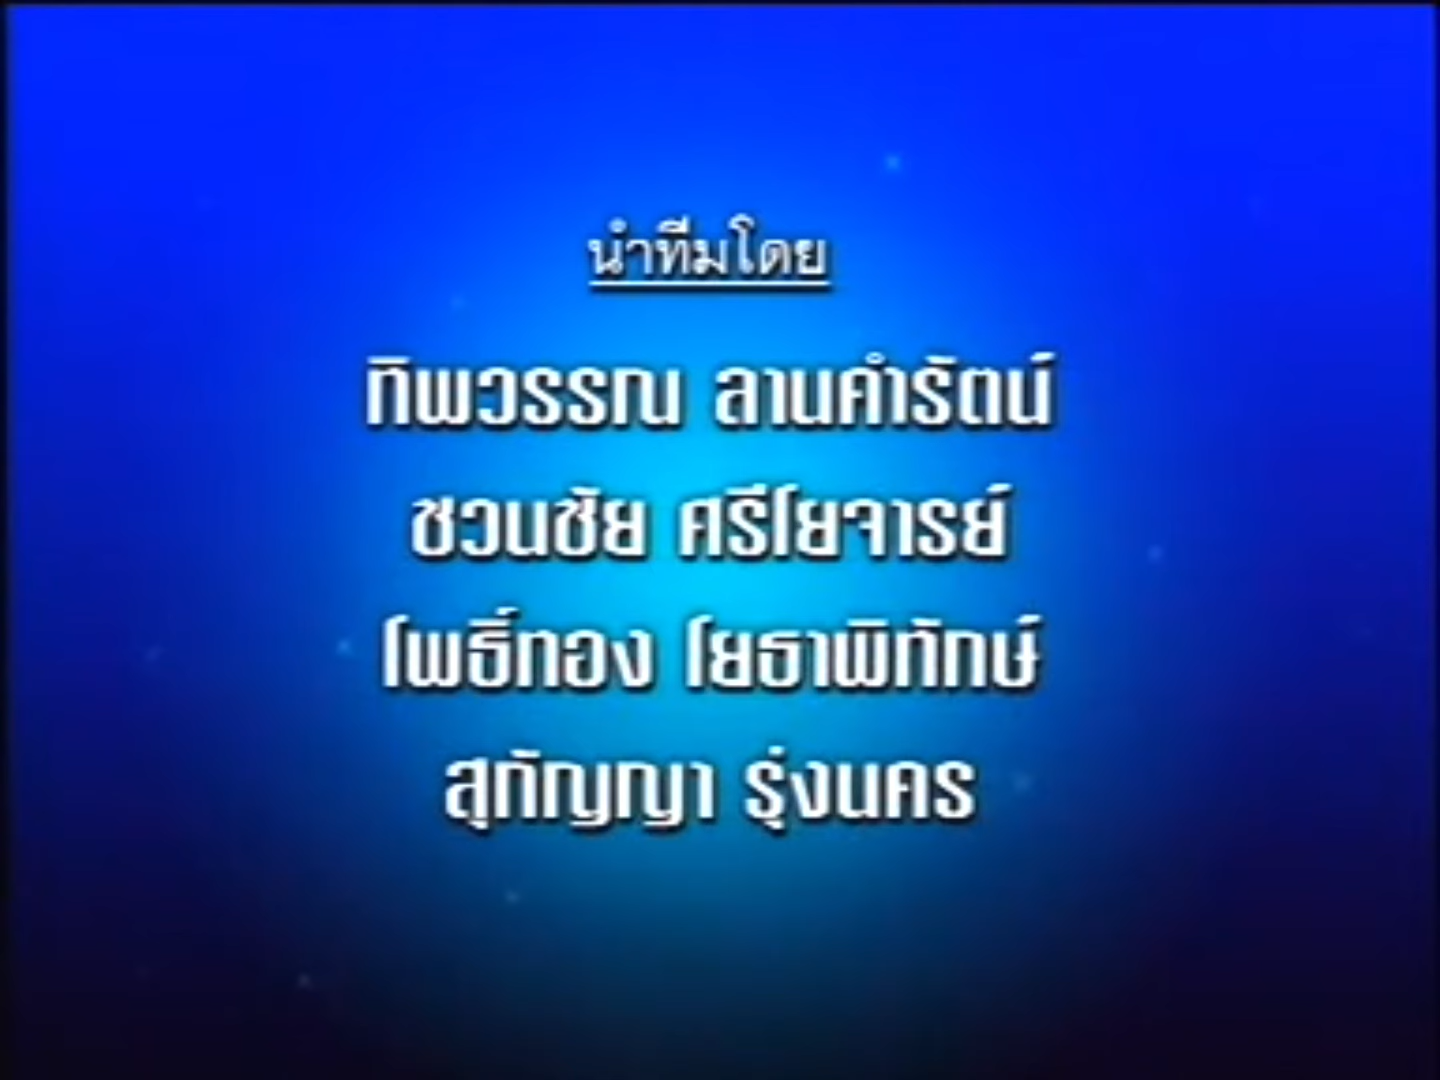 นำทีมโดย
ทิพวรรณ ลานคำรัตน์
ชวนชัย ศรีโยจารย์
โพธิ์ทอง โยธาพิทักษ์
สุกัญญา รุ่งนคร